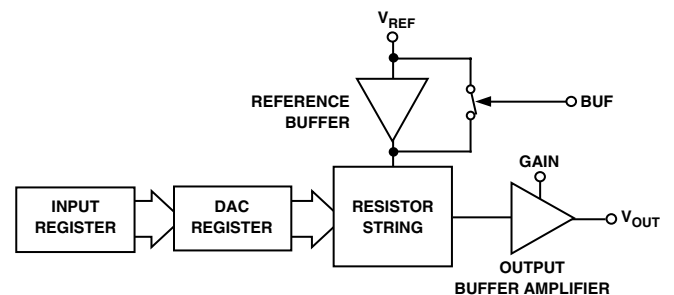 VREF
REFERENCE
BUFFER
BUF
GAIN
INPUT
REGISTER
DAC
REGISTER
RESISTOR
STRING
VOUT
OUTPUT
BUFFER AMPLIFIER